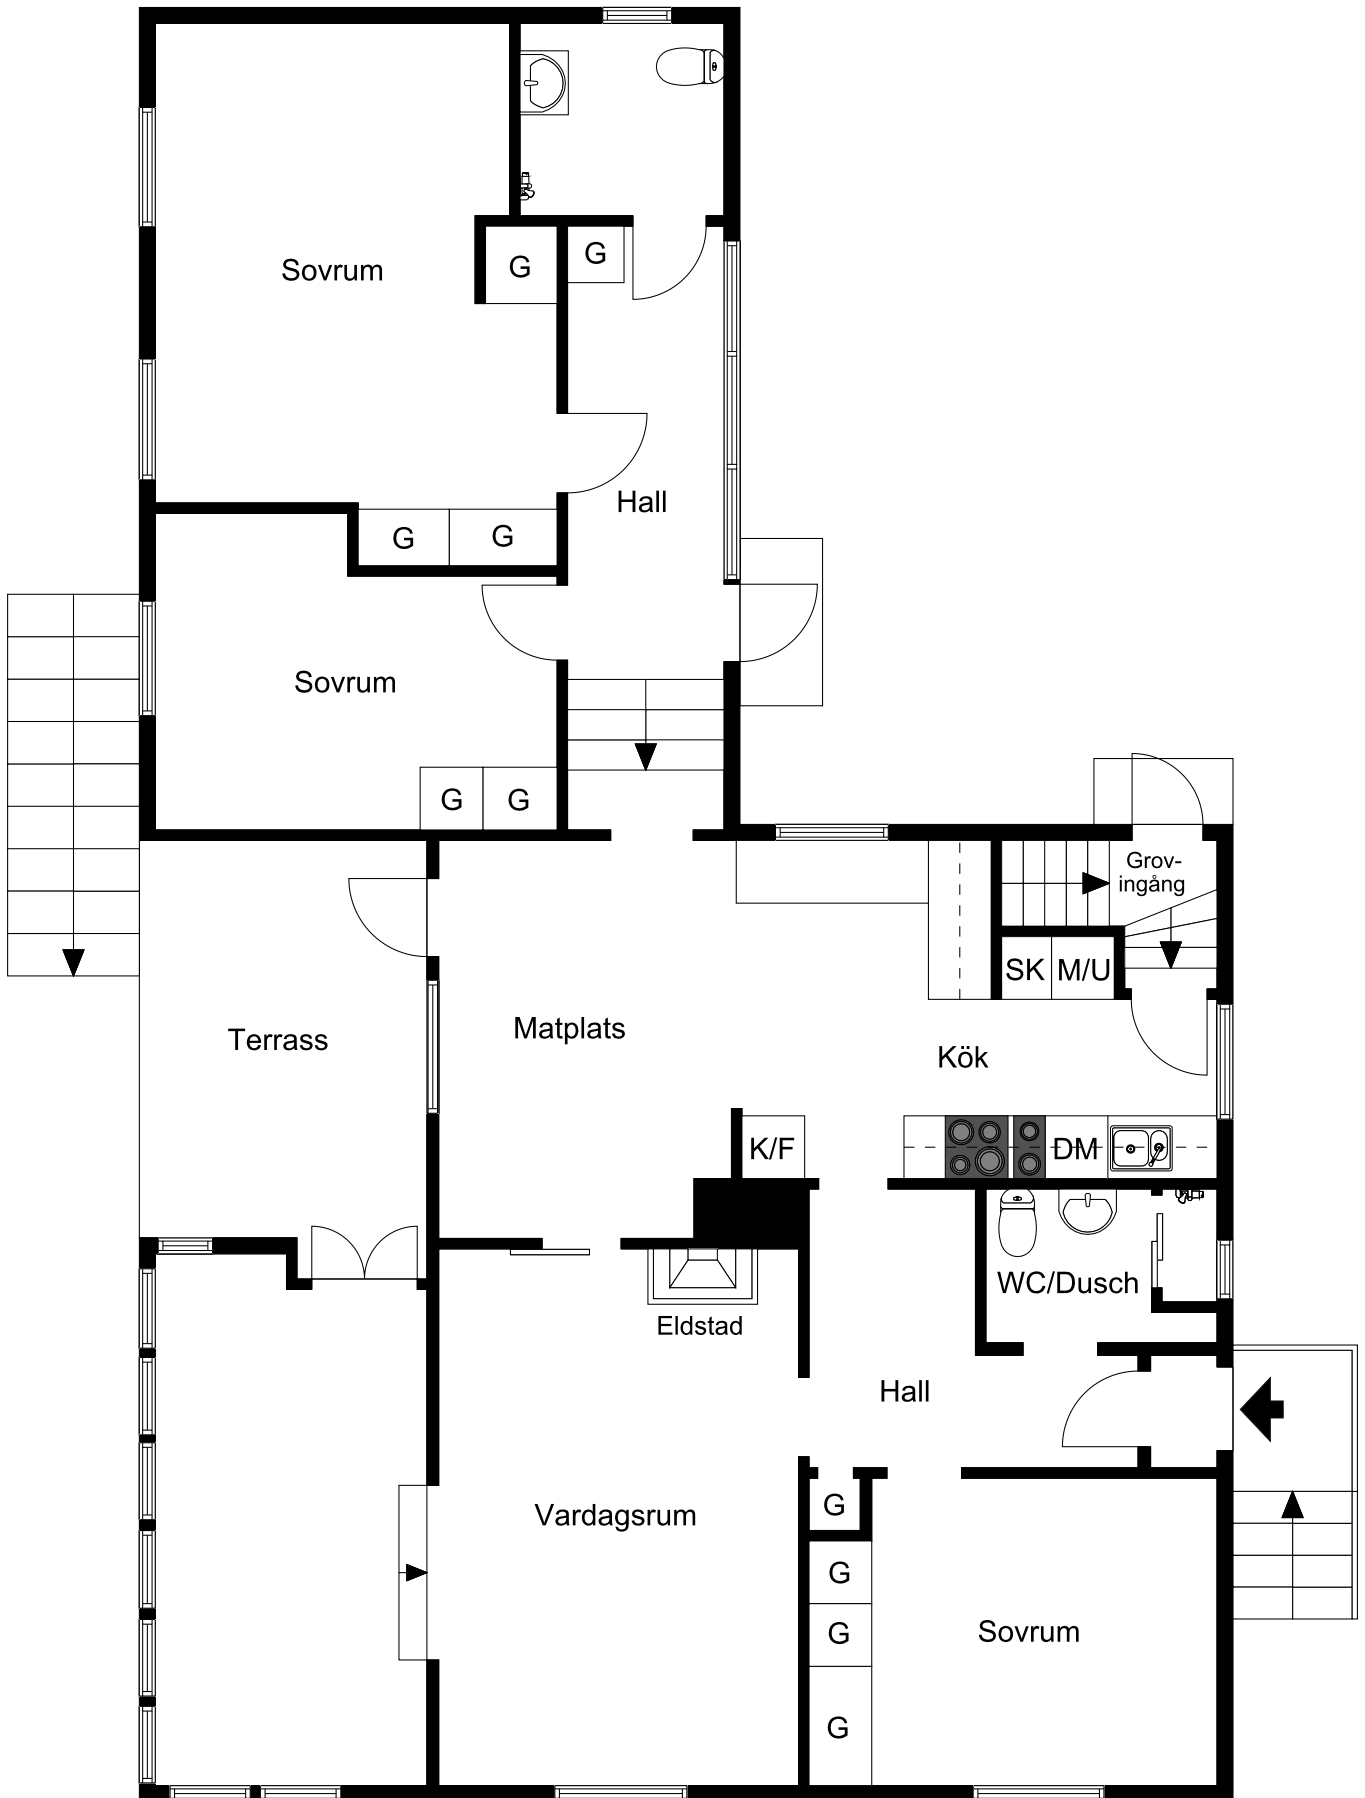 Sovrum
G
G
Hall
G
G
Sovrum
G
G
Grov-
ingång
SK
M/U
Terrass
Matplats
Kök
K/F
DM
WC/Dusch
Eldstad
Hall
Vardagsrum
G
G
G
G
Sovrum